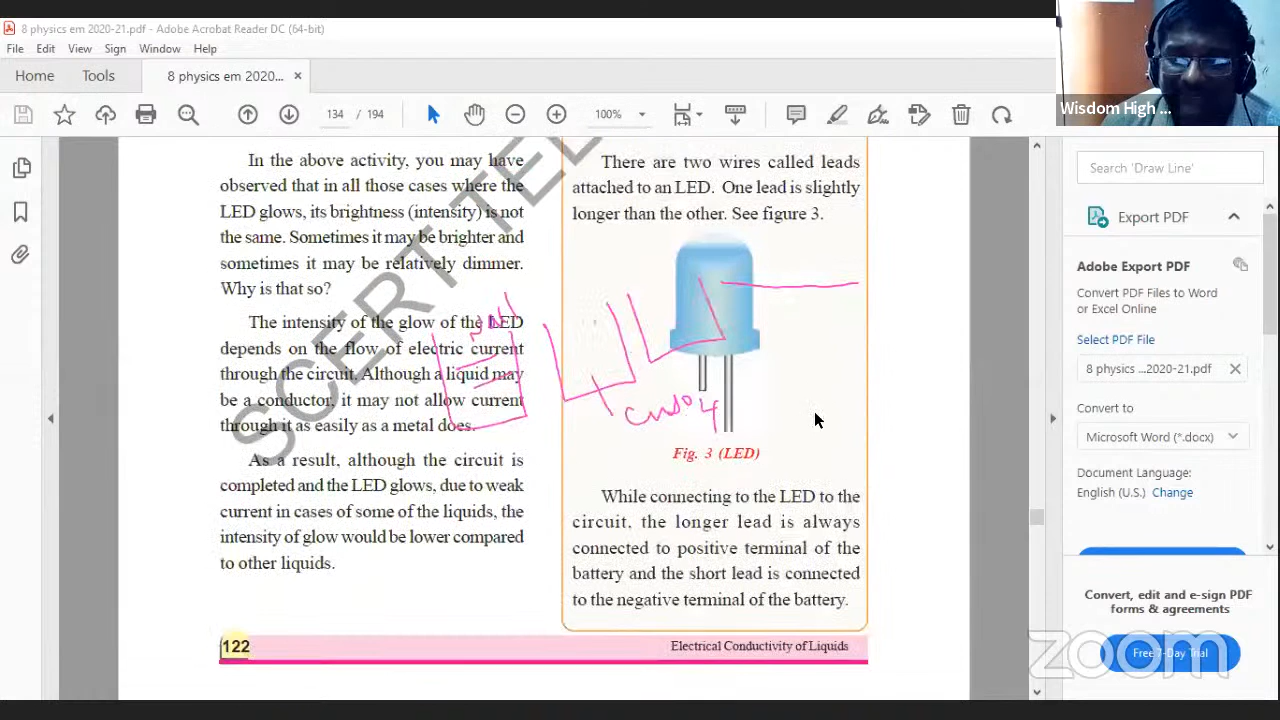 8 physics em 2020-21.pdf - Adobe Acrobat Reader DC (64-bit)
File Edit View Sign Window Help
Home Tools 8 physics em 2020... ×
134 / 194 100%
Wisdom High ...
In the above activity, you may have
observed that in all those cases where the
LED glows, its brightness (intensity) is not
the same. Sometimes it may be brighter and
sometimes it may be relatively dimmer.
Why is that so?
The intensity of the glow of the LED
depends on the flow of electric current
through the circuit. Although a liquid may
be a conductor, it may not allow current
through it as easily as a metal does.
As a result, although the circuit is
completed and the LED glows, due to weak
current in cases of some of the liquids, the
intensity of glow would be lower compared
to other liquids.
SCERT TEL
There are two wires called leads
attached to an LED. One lead is slightly
longer than the other. See figure 3.
Fig. 3 (LED)
While connecting to the LED to the
circuit, the longer lead is always
connected to positive terminal of the
battery and the short lead is connected
to the negative terminal of the battery.
122
Electrical Conductivity of Liquids
Search 'Draw Line'
Export PDF
Adobe Export PDF
Convert PDF Files to Word
or Excel Online
Select PDF File
8 physics ...2020-21.pdf ×
Convert to
Microsoft Word (*.docx)
Document Language:
English (U.S.) Change
Convert, edit and e-sign PDF
forms & agreements
Free 7-Day Trial
zoom